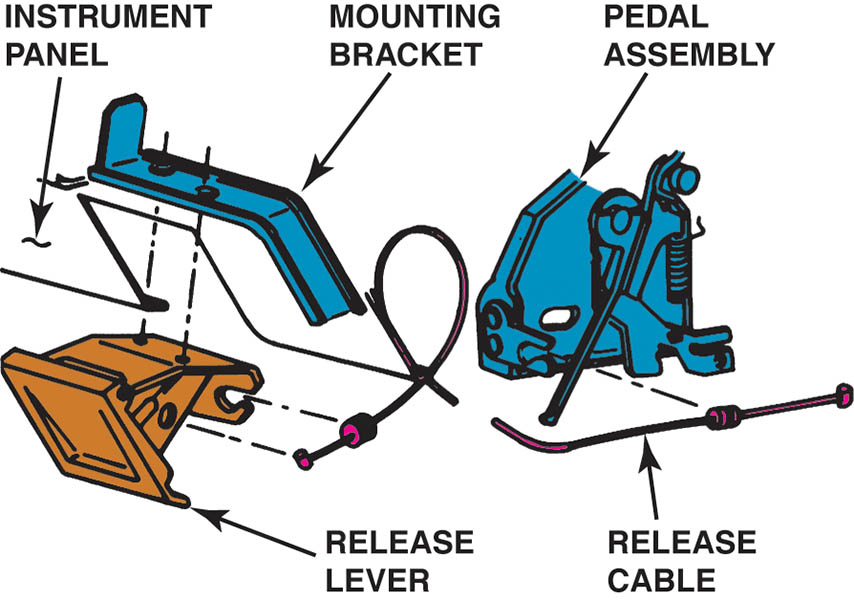 INSTRUMENT
PANEL
MOUNTING
BRACKET
PEDAL
ASSEMBLY
RELEASE
LEVER
RELEASE
CABLE